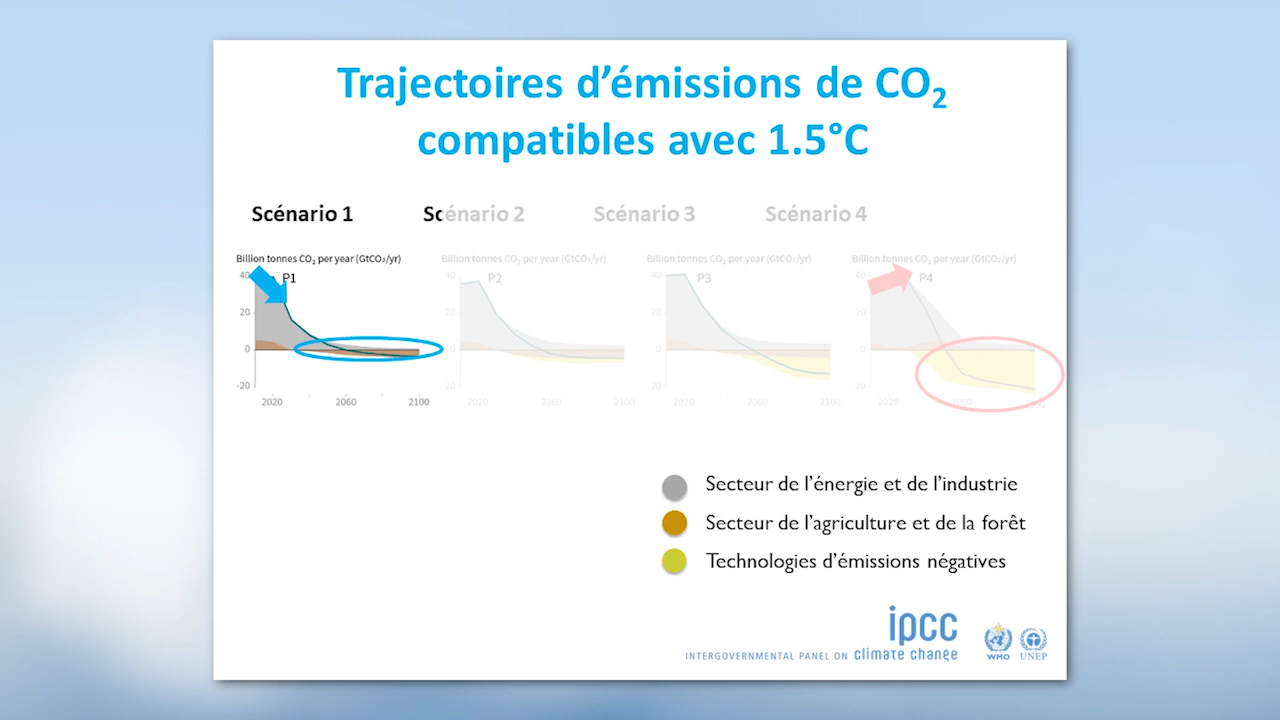 Trajectoires d’émissions de CO₂
compatibles avec 1.5°C
Scénario 1
Scénario 2
Scénario 3
Scénario 4
Billion tonnes CO₂ per year (GtCO₂/yr)
Billion tonnes CO₂ per year (GtCO₂/yr)
Billion tonnes CO₂ per year (GtCO₂/yr)
Billion tonnes CO₂ per year (GtCO₂/yr)
40 P1
20
0
-20
2020 2060 2100
40 P2
20
0
-20
2020 2060 2100
40 P3
20
0
-20
2020 2060 2100
40 P4
20
0
-20
2020 2060 2100
Secteur de l’énergie et de l’industrie
Secteur de l’agriculture et de la forêt
Technologies d’émissions négatives
ipcc
INTERGOVERNMENTAL PANEL ON climate change
WMO UNEP